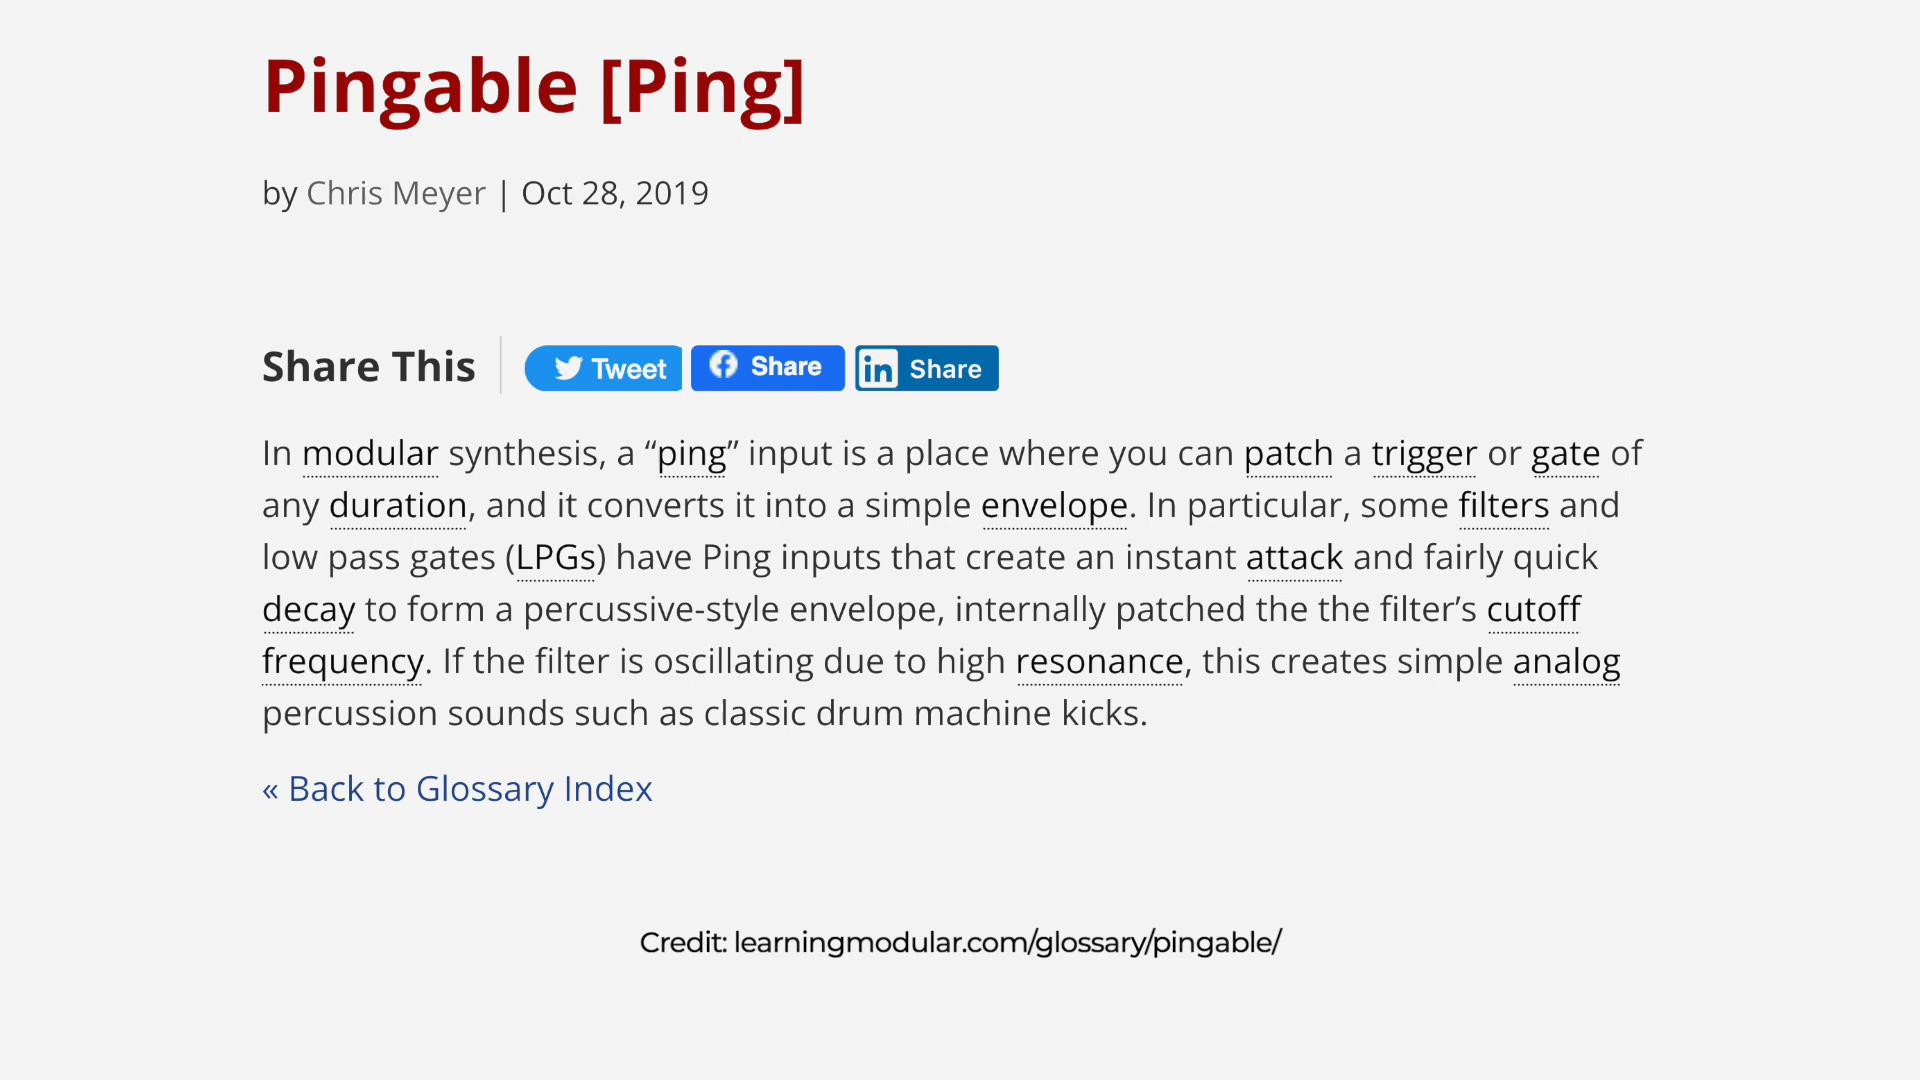 Pingable [Ping]
by Chris Meyer | Oct 28, 2019
Share This
Tweet
Share
Share
In modular synthesis, a “ping” input is a place where you can patch a trigger or gate of
any duration, and it converts it into a simple envelope. In particular, some filters and
low pass gates (LPGs) have Ping inputs that create an instant attack and fairly quick
decay to form a percussive-style envelope, internally patched the the filter’s cutoff
frequency. If the filter is oscillating due to high resonance, this creates simple analog
percussion sounds such as classic drum machine kicks.
« Back to Glossary Index
Credit: learningmodular.com/glossary/pingable/